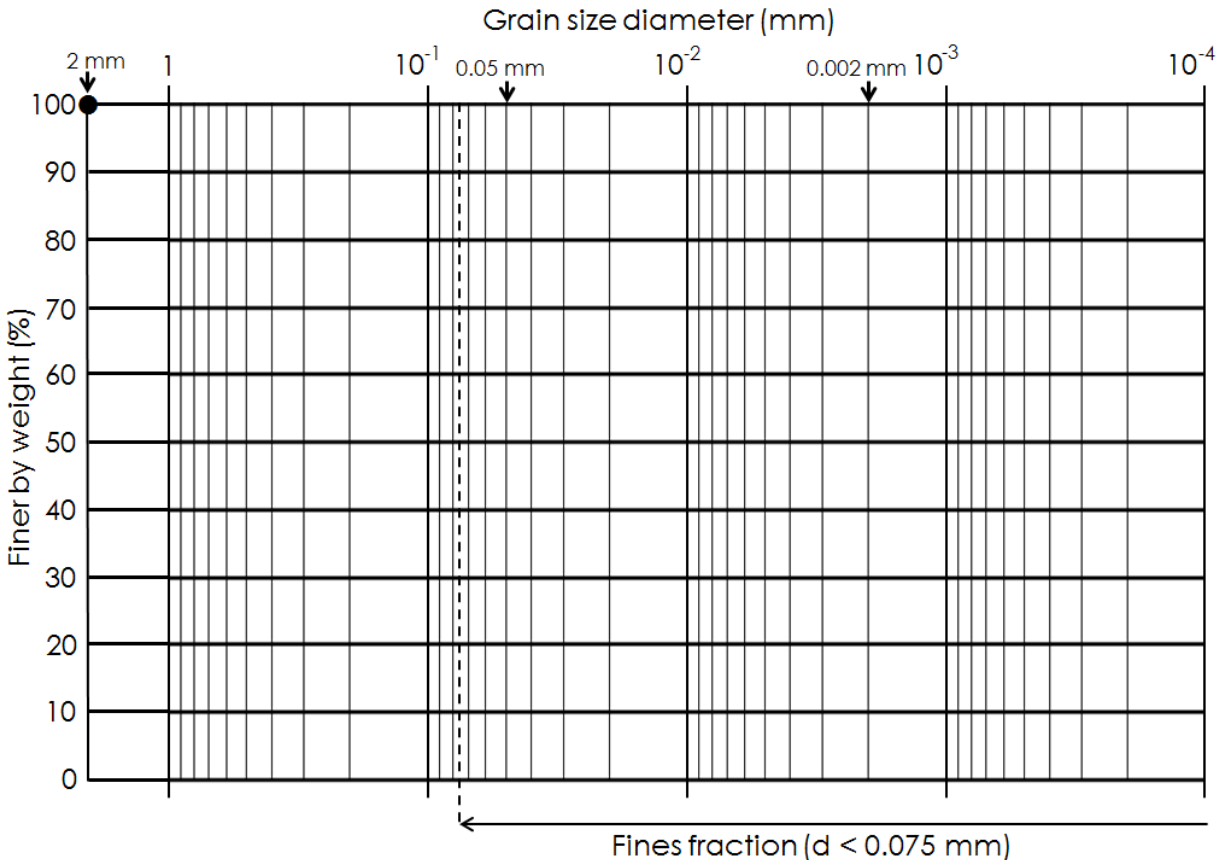 Grain size diameter (mm)
2 mm 1 10⁻¹ 0.05 mm 10⁻² 0.002 mm 10⁻³ 10⁻⁴
100
90
80
70
60
50
40
30
20
10
0
Finer by weight (%)
Fines fraction (d < 0.075 mm)